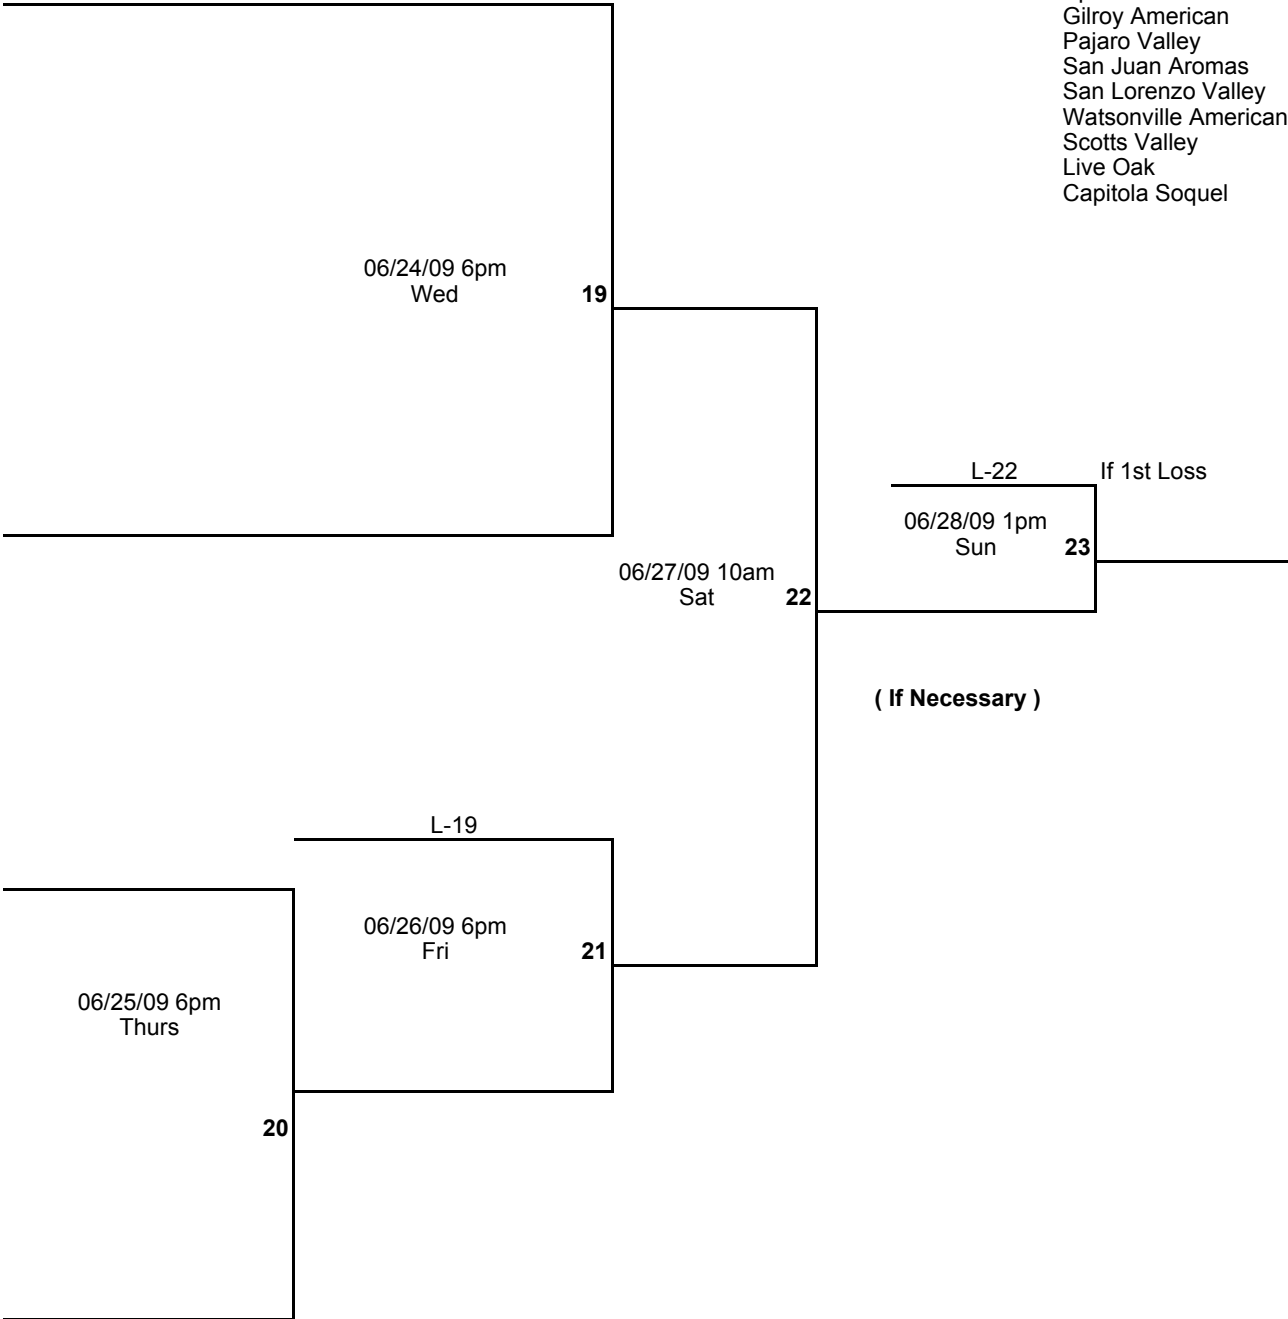 Gilroy American
Pajaro Valley
San Juan Aromas
San Lorenzo Valley
Watsonville American
Scotts Valley
Live Oak
Capitola Soquel
06/24/09 6pm
Wed
19
L-22
If 1st Loss
06/28/09 1pm
Sun
23
06/27/09 10am
Sat
22
( If Necessary )
L-19
06/26/09 6pm
Fri
21
06/25/09 6pm
Thurs
20